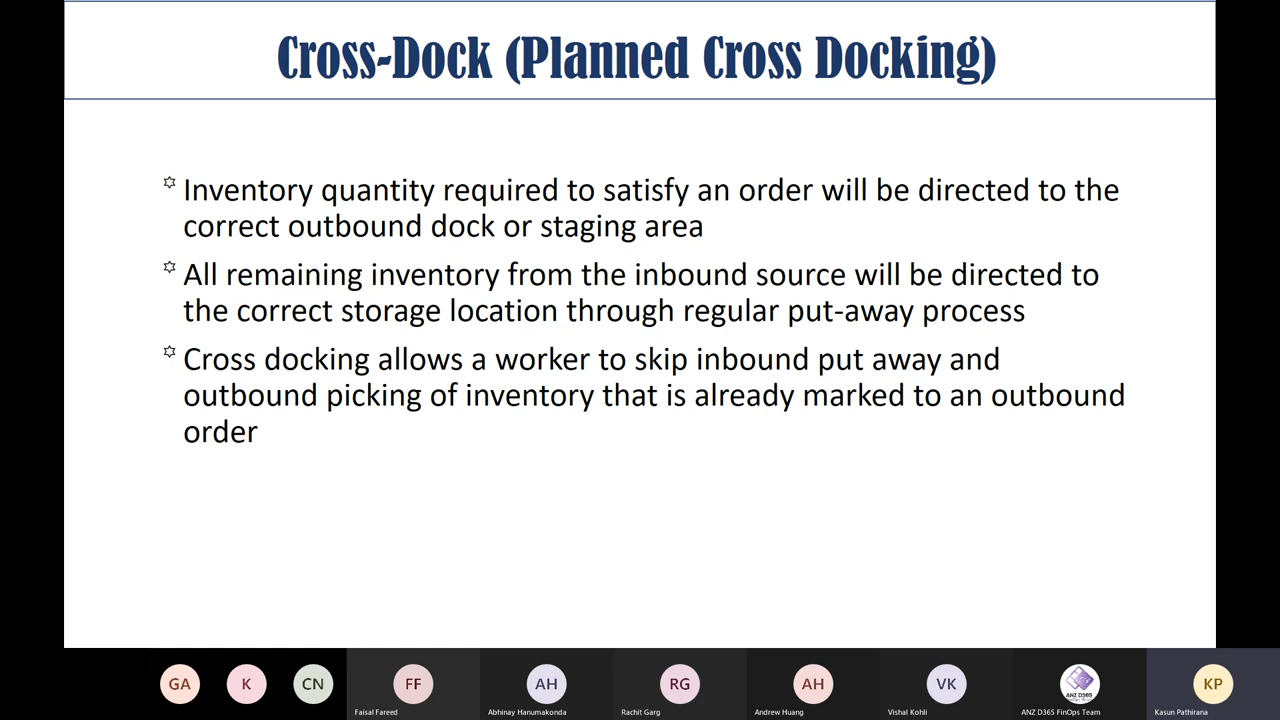 Cross-Dock (Planned Cross Docking)
Inventory quantity required to satisfy an order will be directed to the
correct outbound dock or staging area
All remaining inventory from the inbound source will be directed to
the correct storage location through regular put-away process
Cross docking allows a worker to skip inbound put away and
outbound picking of inventory that is already marked to an outbound
order
GA K CN FF AH RG AH VK ANZ D365 KP
Faisal Fareed Abhinay Hanumakonda Rachit Garg Andrew Huang Vishal Kohli ANZ D365 FinOps Team Kasun Pathirana